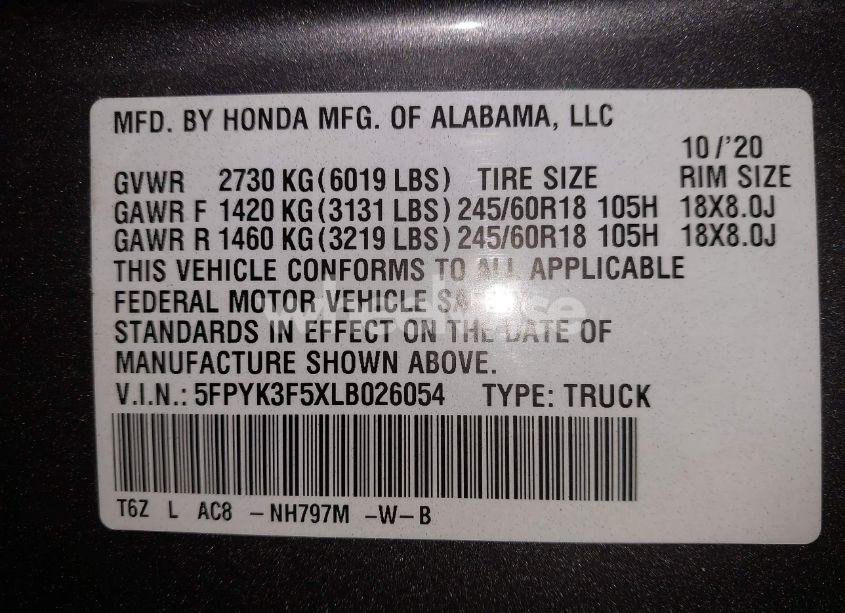 MFD. BY HONDA MFG. OF ALABAMA, LLC
10/'20
GVWR 2730 KG (6019 LBS) TIRE SIZE RIM SIZE
GAWR F 1420 KG (3131 LBS) 245/60R18 105H 18X8.0J
GAWR R 1460 KG (3219 LBS) 245/60R18 105H 18X8.0J
THIS VEHICLE CONFORMS TO ALL APPLICABLE
FEDERAL MOTOR VEHICLE
STANDARDS IN EFFECT ON THE DATE OF
MANUFACTURE SHOWN ABOVE.
V.I.N.: 5FPYK3F5XLB026054 TYPE: TRUCK
T6Z L AC8 -NH797M -W-B